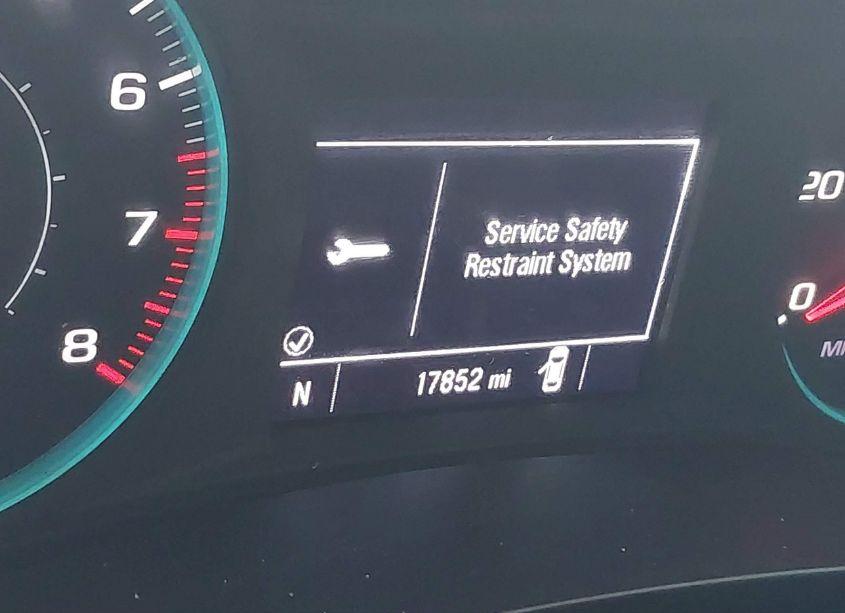 6
7
8
Service Safety
Restraint System
N
17852 mi
20
0